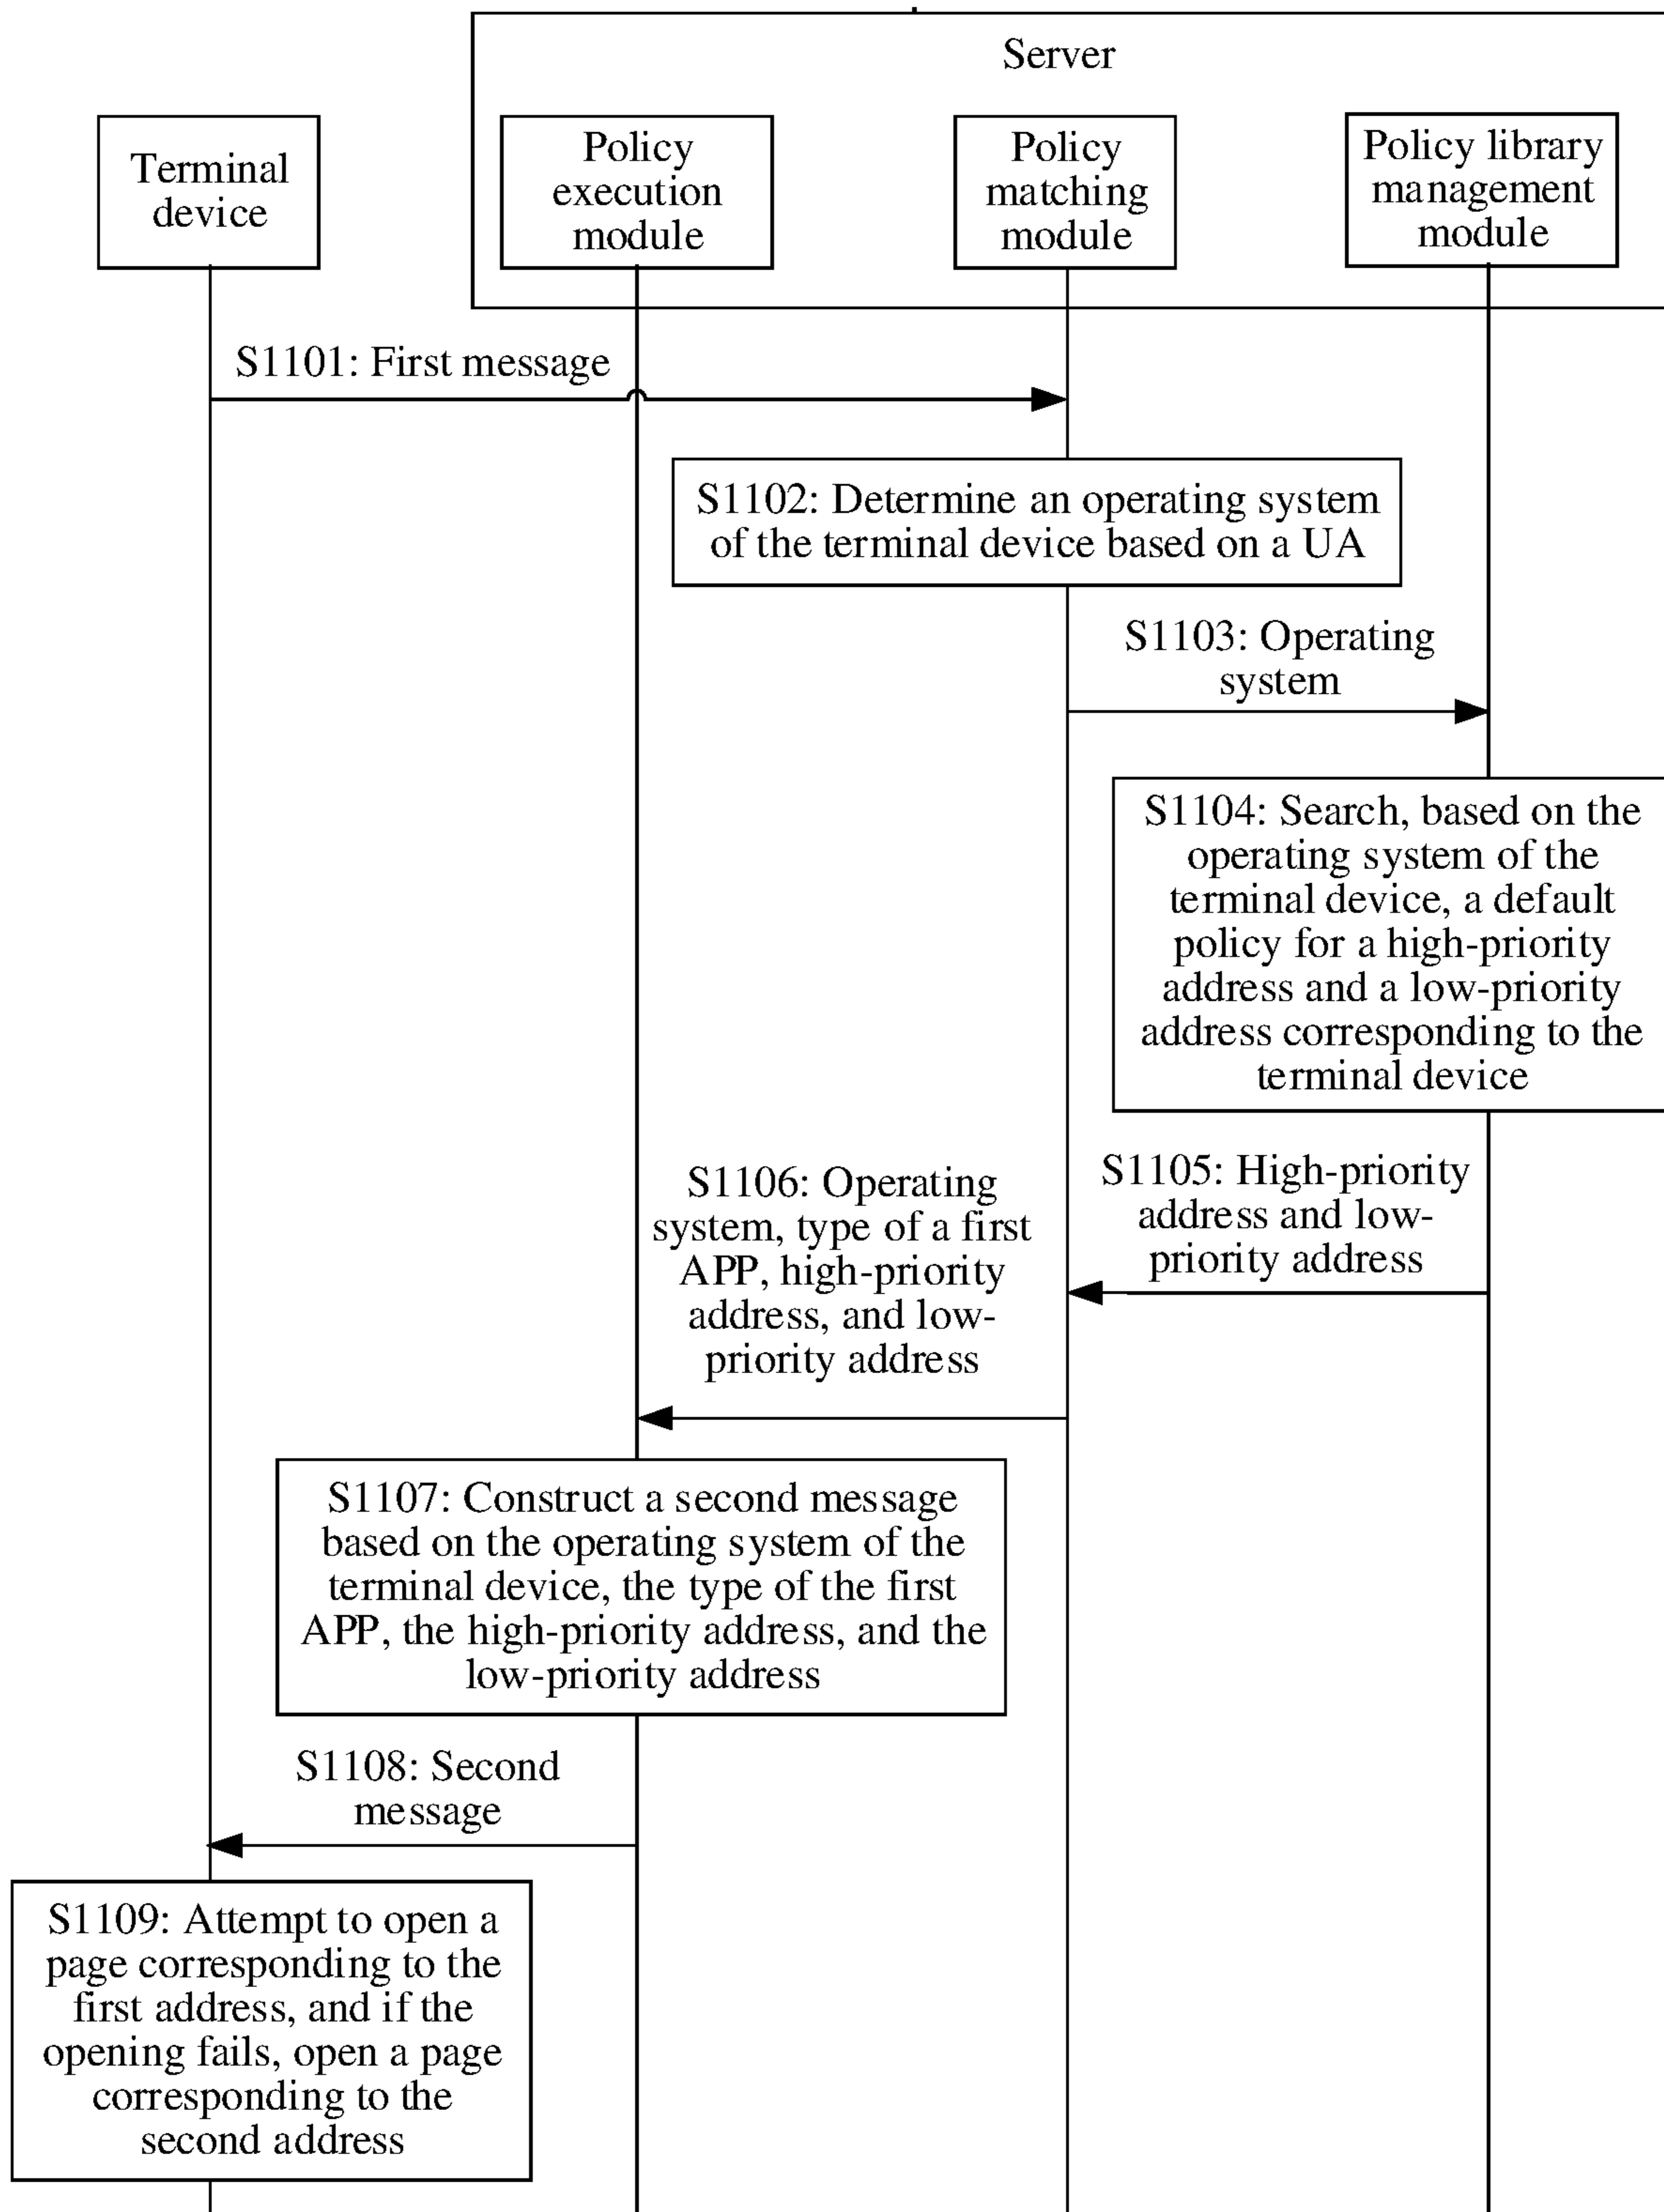 Server
Terminal
device
Policy
execution
module
Policy
matching
module
Policy library
management
module
S1101: First message
S1102: Determine an operating system
of the terminal device based on a UA
S1103: Operating
system
S1104: Search, based on the
operating system of the
terminal device, a default
policy for a high-priority
address and a low-priority
address corresponding to the
terminal device
S1105: High-priority
address and low-
priority address
S1106: Operating
system, type of a first
APP, high-priority
address, and low-
priority address
S1107: Construct a second message
based on the operating system of the
terminal device, the type of the first
APP, the high-priority address, and the
low-priority address
S1108: Second
message
S1109: Attempt to open a
page corresponding to the
first address, and if the
opening fails, open a page
corresponding to the
second address